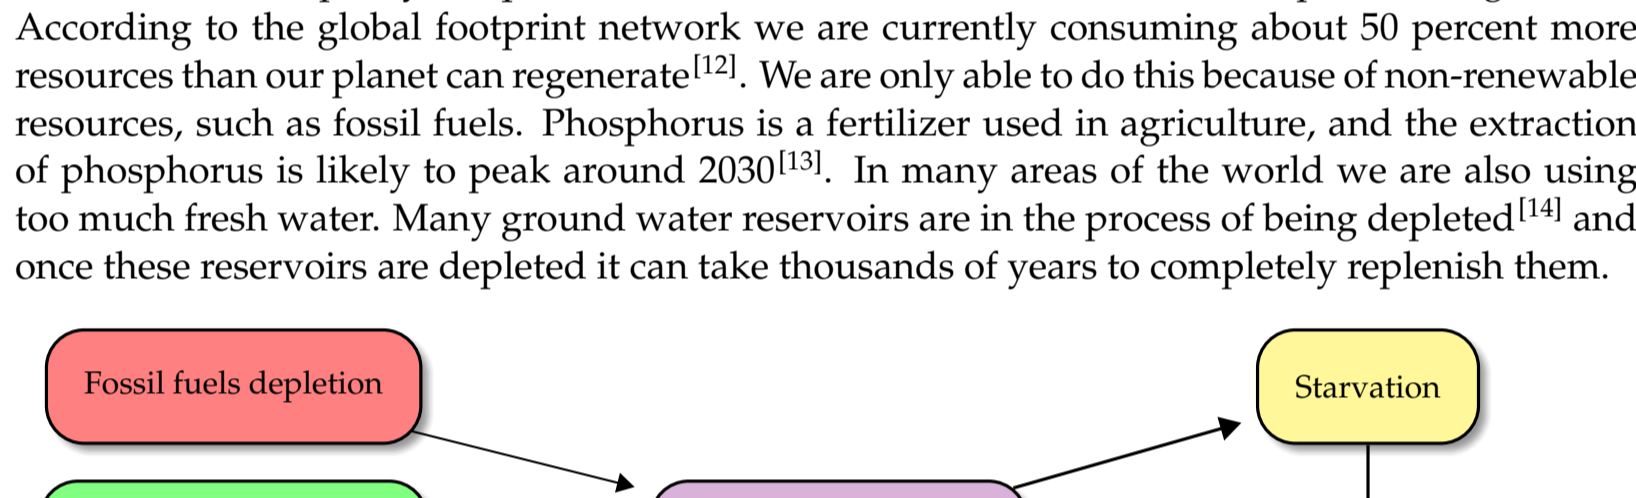 According to the global footprint network we are currently consuming about 50 percent more
resources than our planet can regenerate[12]. We are only able to do this because of non-renewable
resources, such as fossil fuels. Phosphorus is a fertilizer used in agriculture, and the extraction
of phosphorus is likely to peak around 2030[13]. In many areas of the world we are also using
too much fresh water. Many ground water reservoirs are in the process of being depleted[14] and
once these reservoirs are depleted it can take thousands of years to completely replenish them.
Fossil fuels depletion
Starvation